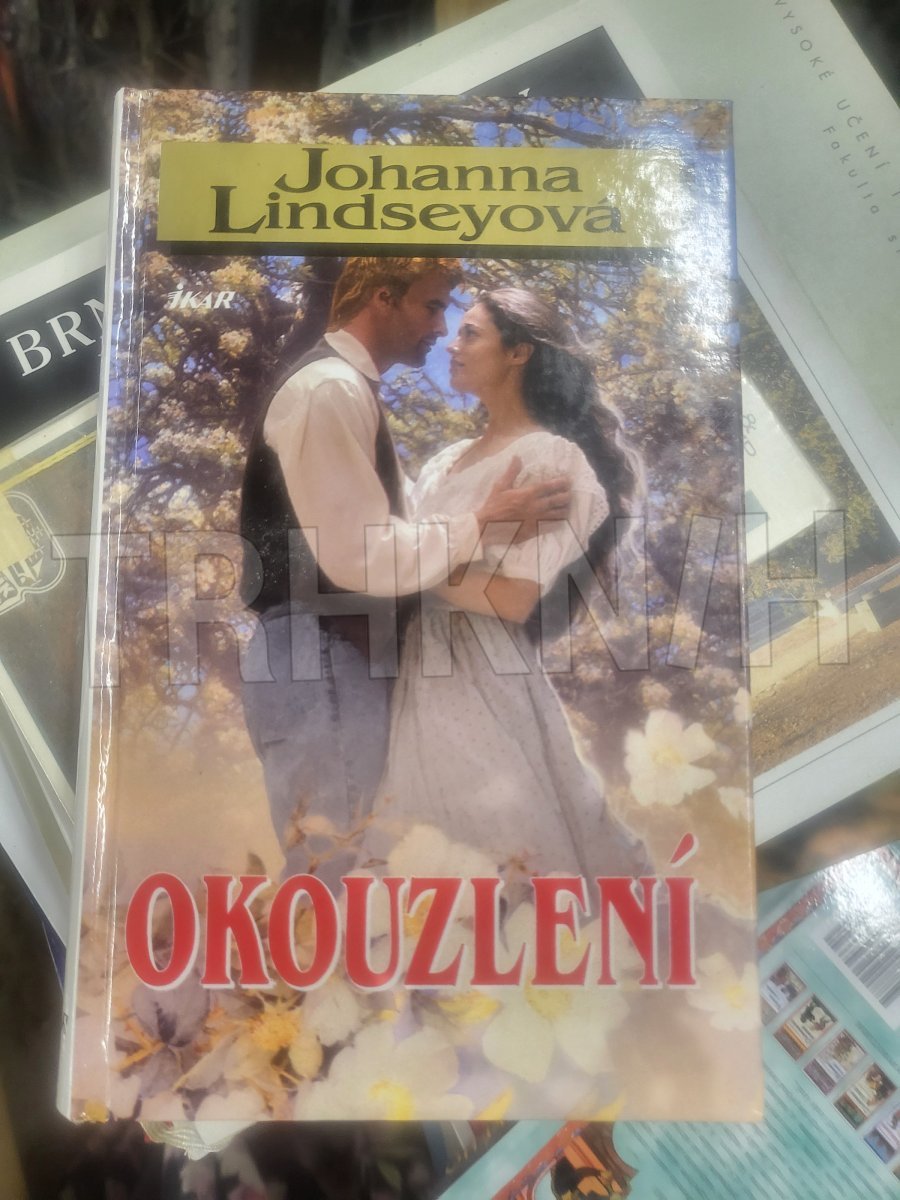 VYSOKÉ UČENÍ
Fakulta
Johanna
Lindseyová
iKAR
BRN
TRHKNIH
OKOUZLENÍ